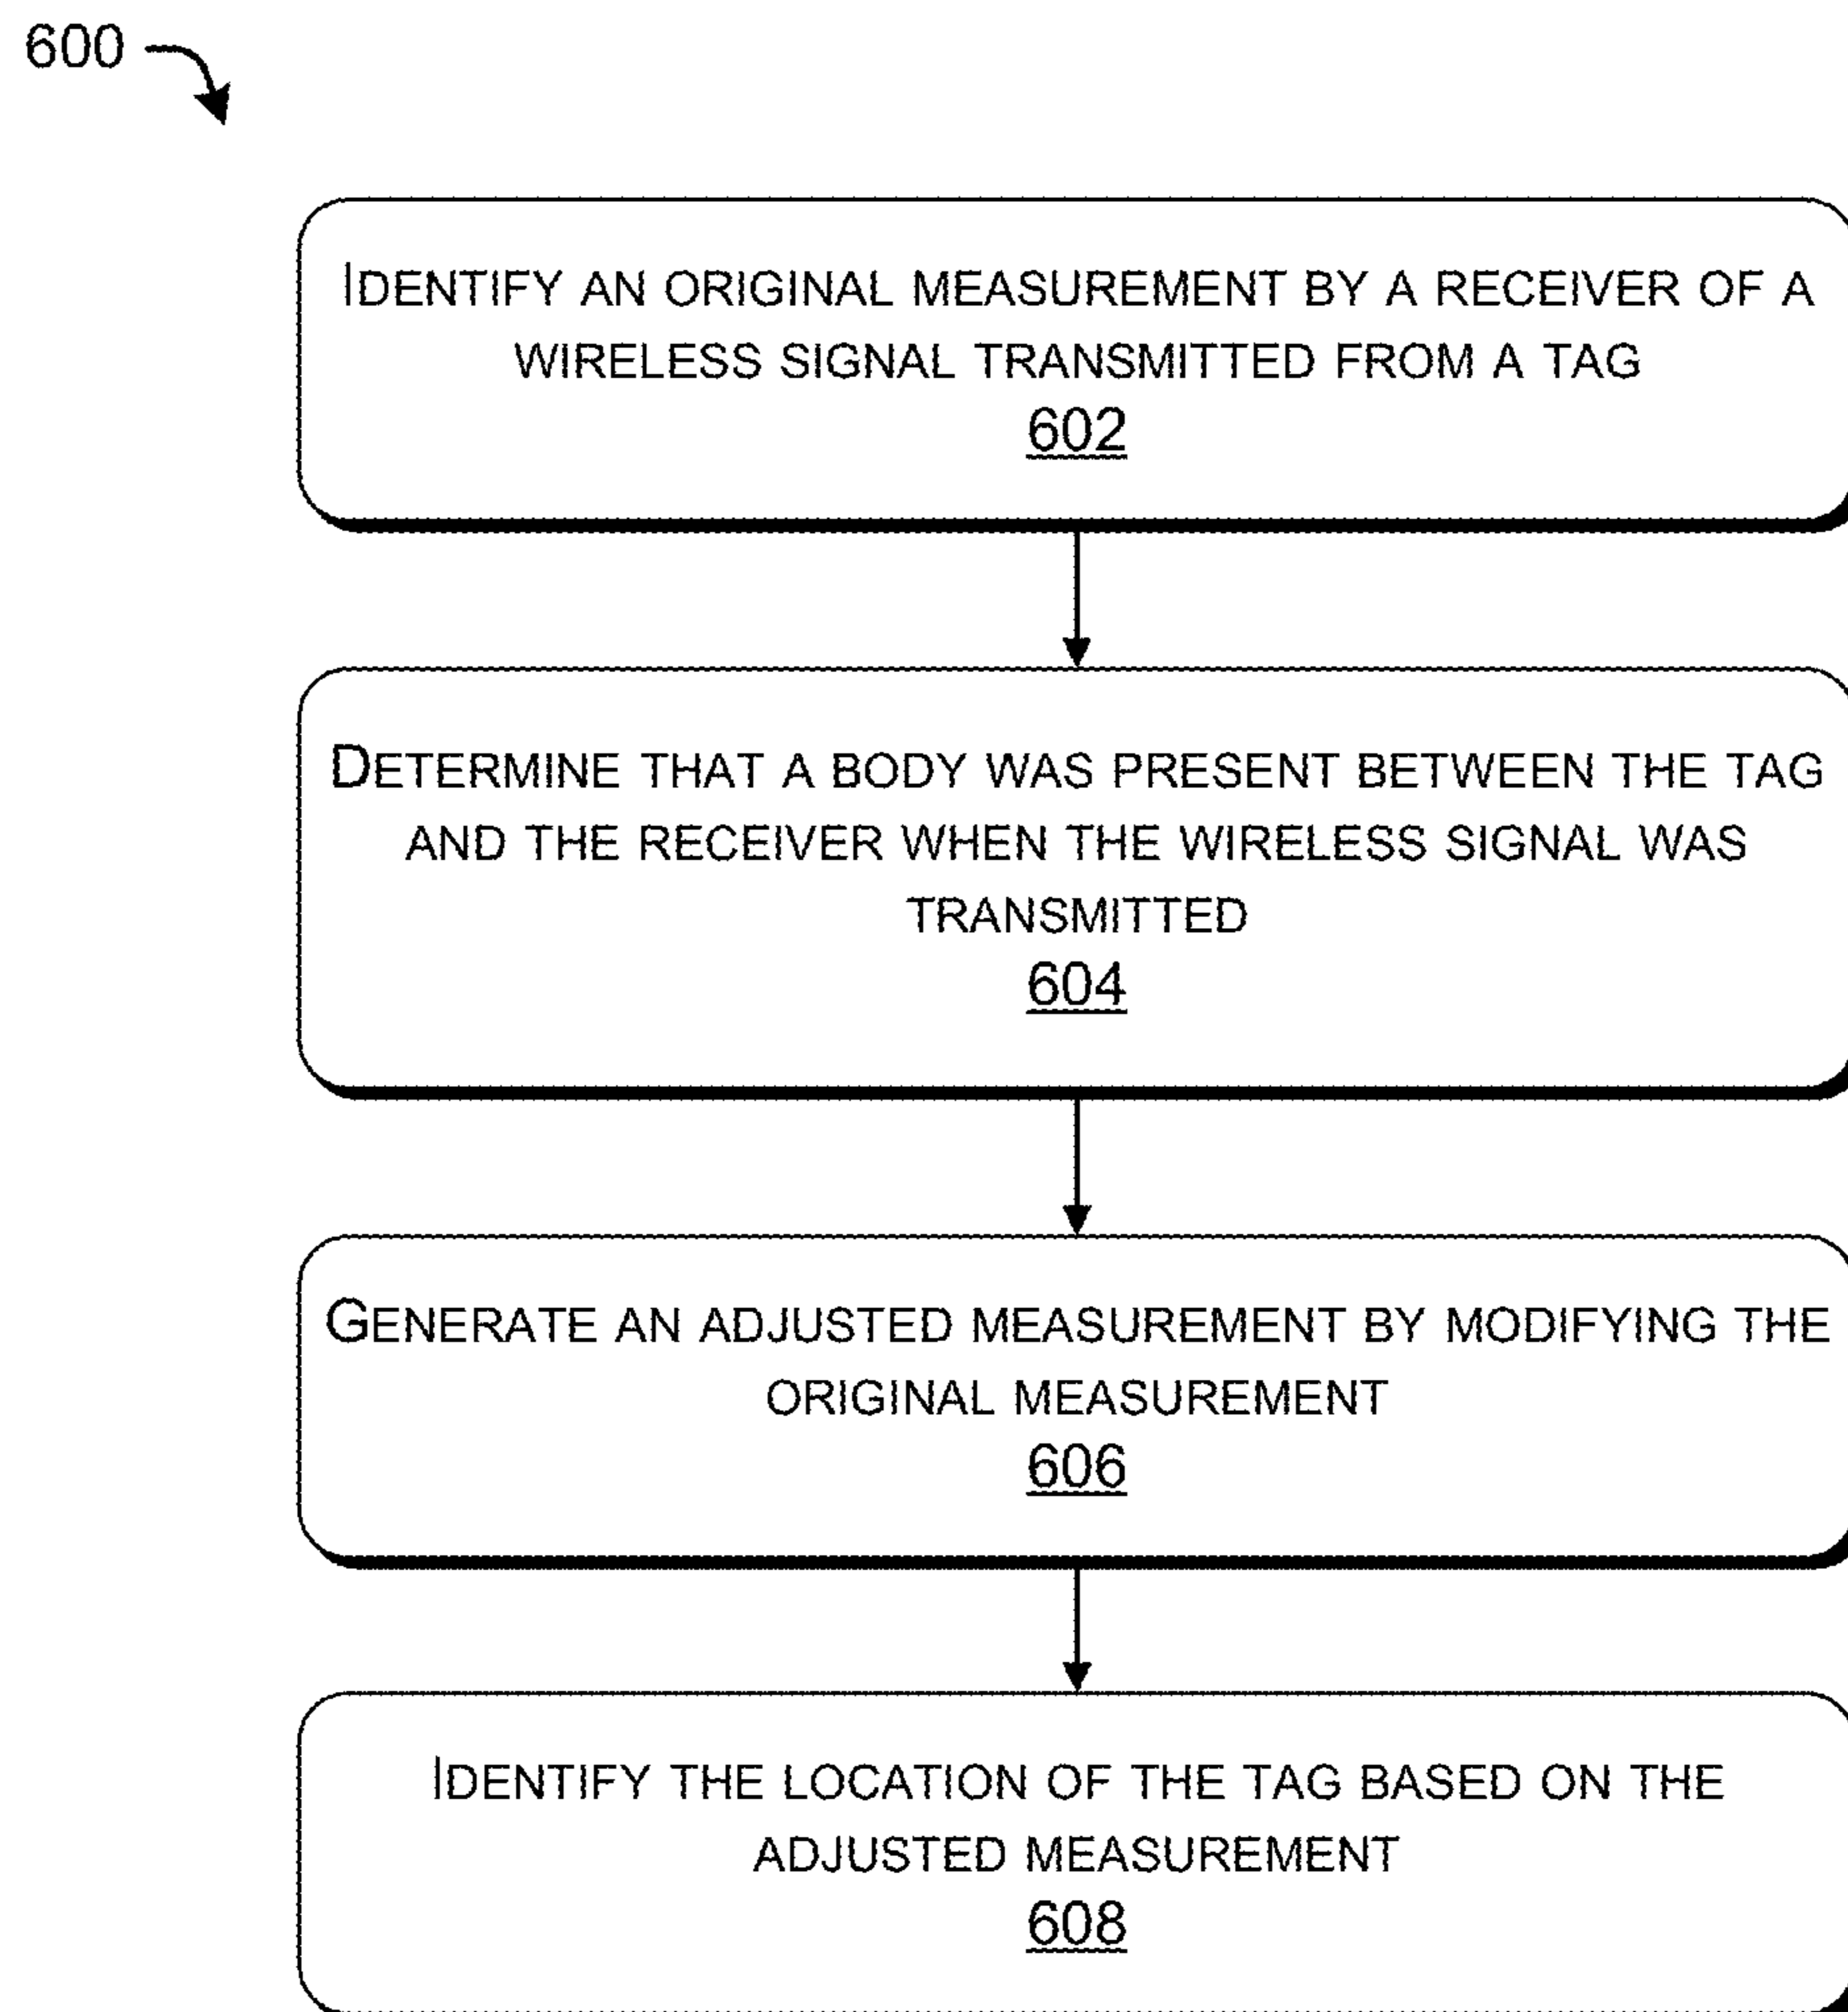 600
IDENTIFY AN ORIGINAL MEASUREMENT BY A RECEIVER OF A
WIRELESS SIGNAL TRANSMITTED FROM A TAG
602
DETERMINE THAT A BODY WAS PRESENT BETWEEN THE TAG
AND THE RECEIVER WHEN THE WIRELESS SIGNAL WAS
TRANSMITTED
604
GENERATE AN ADJUSTED MEASUREMENT BY MODIFYING THE
ORIGINAL MEASUREMENT
606
IDENTIFY THE LOCATION OF THE TAG BASED ON THE
ADJUSTED MEASUREMENT
608